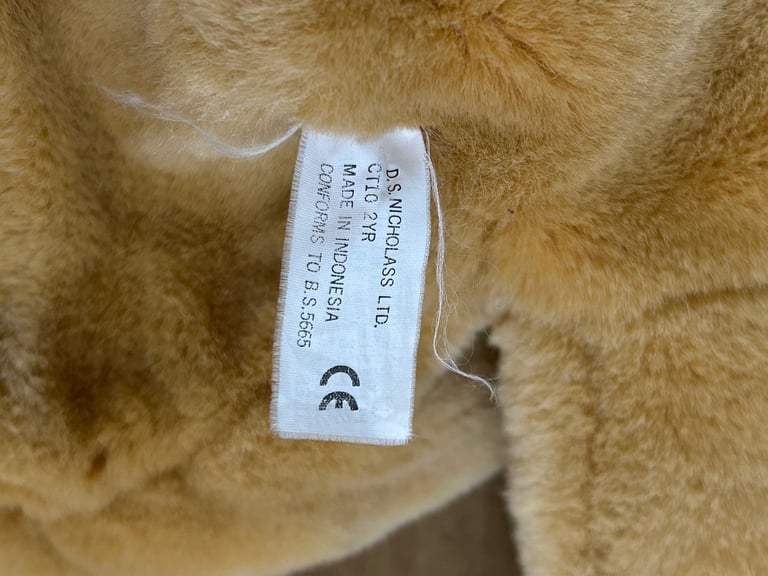 D.S.NICHOLASS LTD.
CT10 2YR
MADE IN INDONESIA
CONFORMS TO B.S.5665
CE